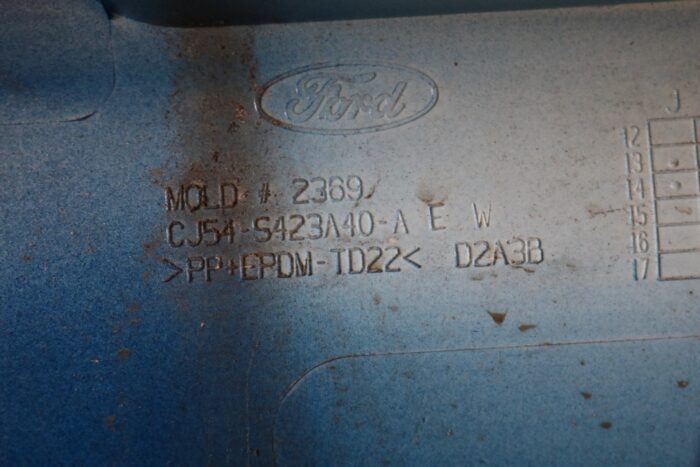 Ford
MOLD # 2369
CJ54-S423A40-A E W
>PP+EPDM-TD22< D2A3B
J
12
13
14
15
16
17